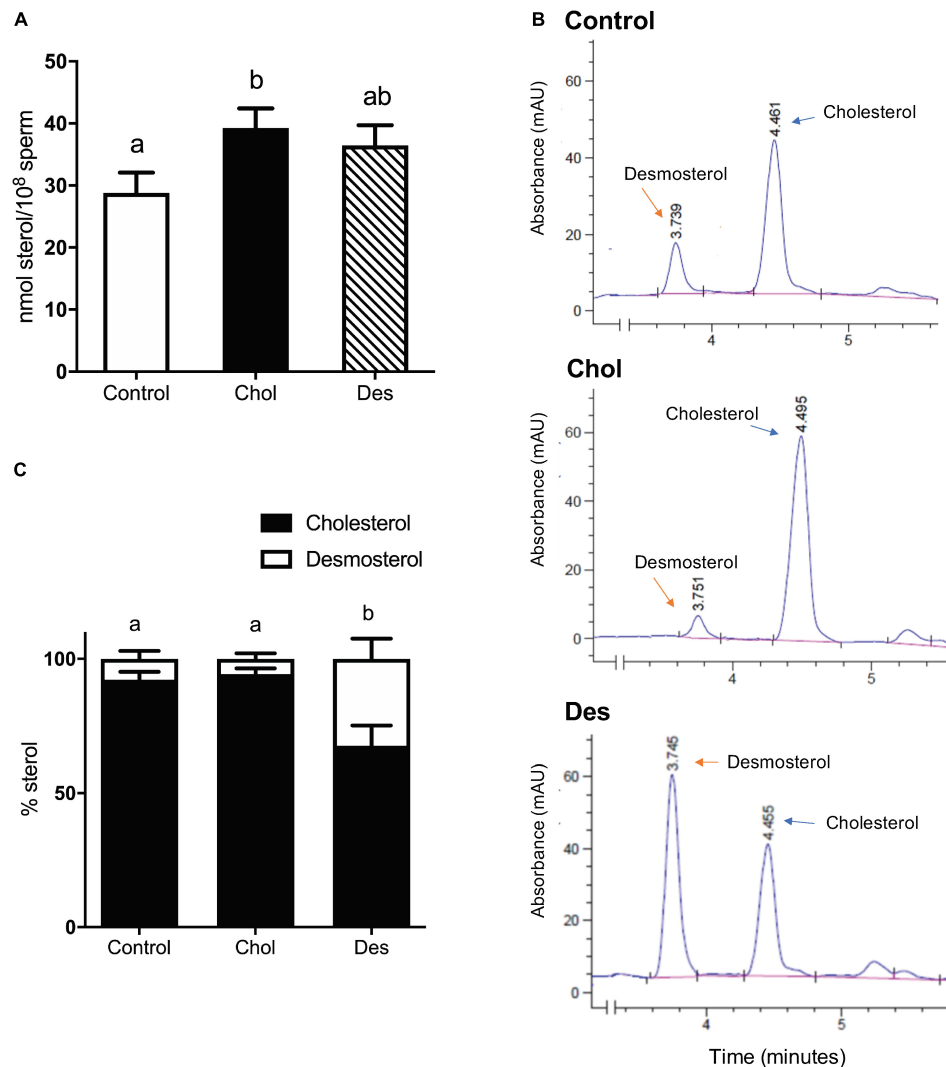 A
nmol sterol/10⁸ sperm
50
40
30
20
10
0
a
b
ab
Control
Chol
Des
B
Control
Absorbance (mAU)
60
40
20
0
Desmosterol
3.739
Cholesterol
4.461
4
5
Chol
Absorbance (mAU)
60
40
20
0
Desmosterol
3.751
Cholesterol
4.495
4
5
Des
Absorbance (mAU)
60
40
20
0
3.745
Desmosterol
4.455
Cholesterol
4
5
Time (minutes)
C
Cholesterol
Desmosterol
% sterol
100
50
0
a
a
b
Control
Chol
Des